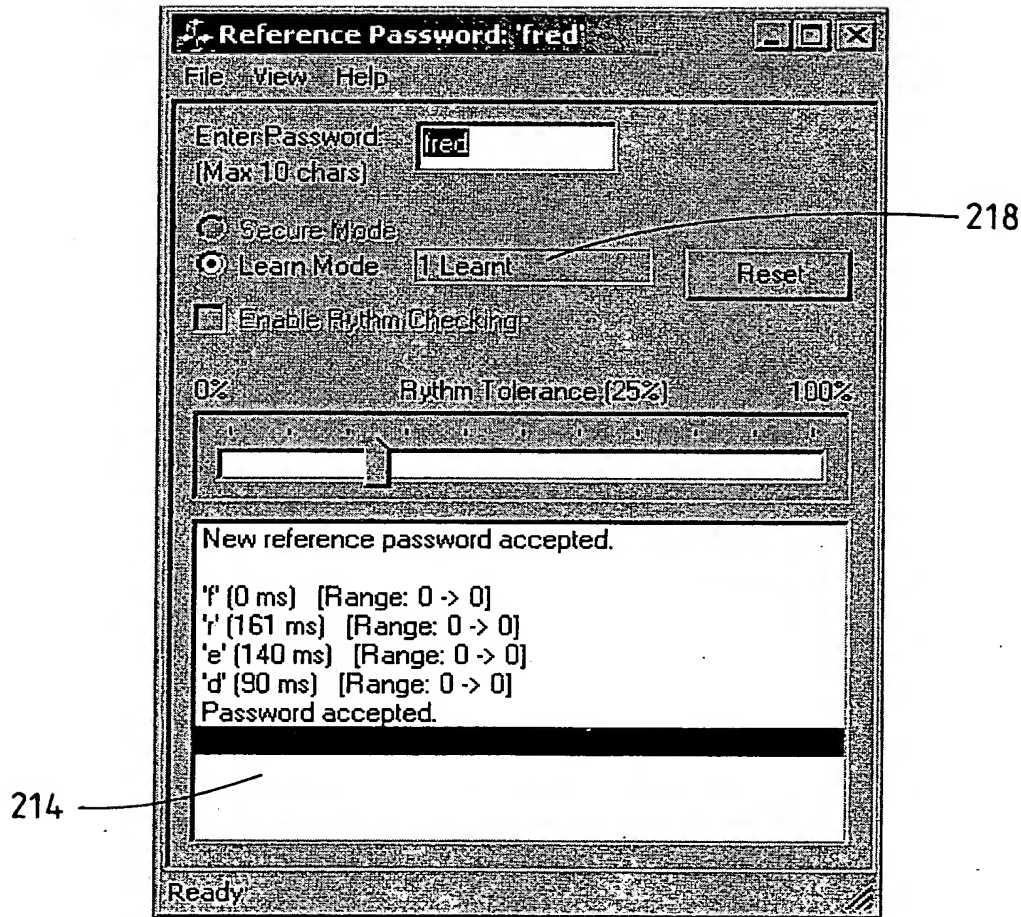 Reference Password: 'fred'
File View Help
Enter Password:
(Max 10 chars)
fred
218
Secure Mode
Learn Mode
1 Learnt
Reset
Enable Rythm Checking
0% Rythm Tolerance (25%) 100%
New reference password accepted.
'f' (0 ms) [Range: 0 -> 0]
'r' (161 ms) [Range: 0 -> 0]
'e' (140 ms) [Range: 0 -> 0]
'd' (90 ms) [Range: 0 -> 0]
Password accepted.
214
Ready